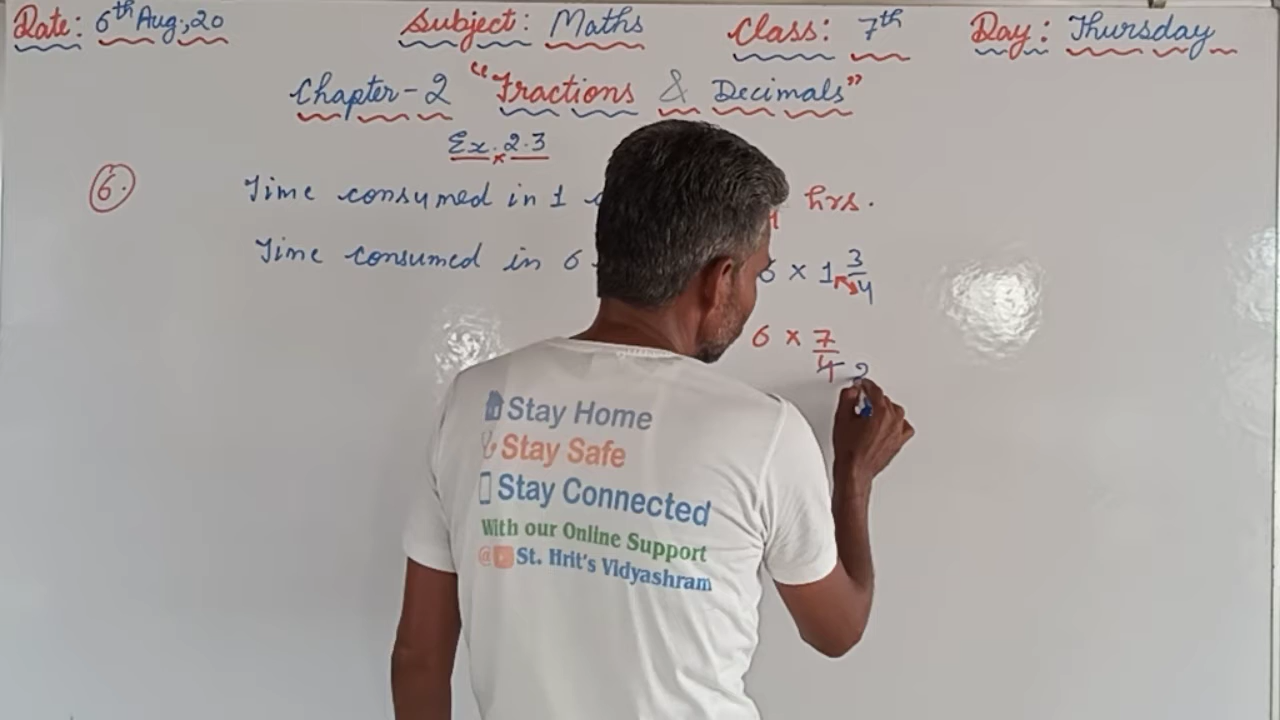 Date: 6th Aug, 20 Subject: Maths Class: 7th Day: Thursday
Chapter-2 "Fractions & Decimals"
Ex. 2.3
6. Time consumed in 1 hrs.
Time consumed in 6 6 × 1 3/4
6 × 7/4 2
Stay Home
Stay Safe
Stay Connected
With our Online Support
@ St. Hrit's Vidyashram